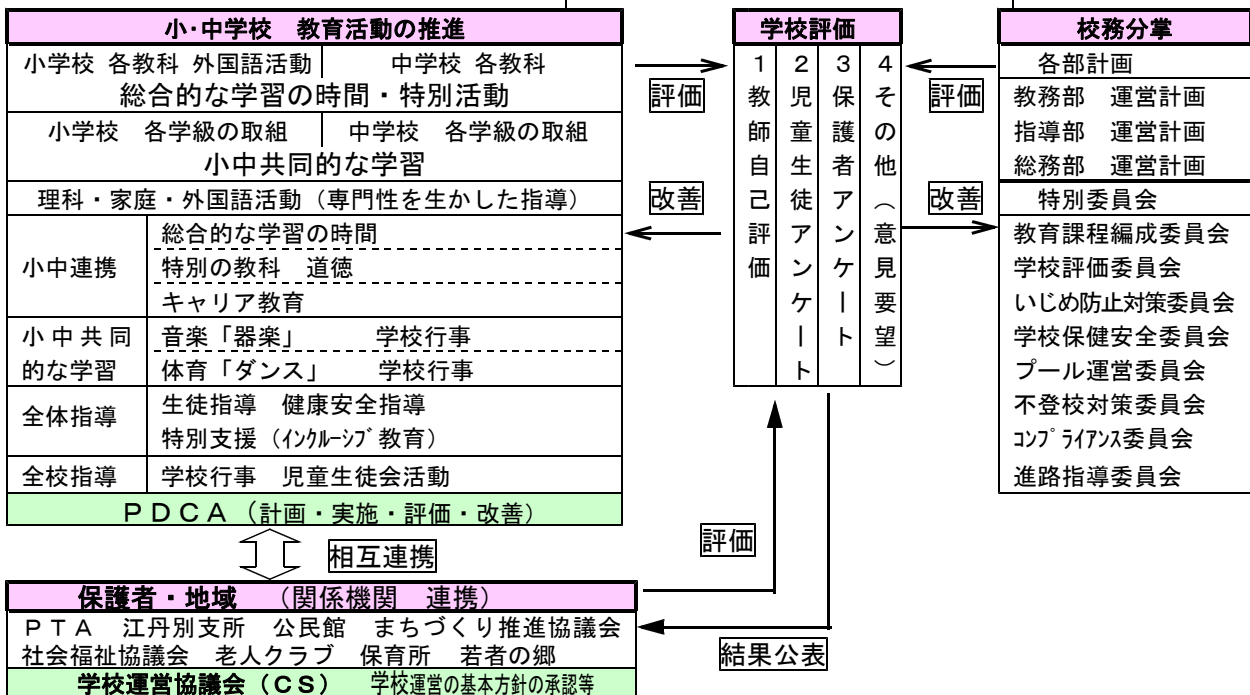 小・中学校　教育活動の推進
小学校 各教科 外国語活動　中学校 各教科
総合的な学習の時間・特別活動
小学校　各学級の取組　中学校　各学級の取組
小中共同的な学習
理科・家庭・外国語活動（専門性を生かした指導）
小中連携
総合的な学習の時間
特別の教科　道徳
キャリア教育
小中共同
的な学習
音楽「器楽」　学校行事
体育「ダンス」　学校行事
全体指導
生徒指導　健康安全指導
特別支援（インクルーシブ教育）
全校指導
学校行事　児童生徒会活動
ＰＤＣＡ（計画・実施・評価・改善）
相互連携
保護者・地域　（関係機関　連携）
ＰＴＡ　江丹別支所　公民館　まちづくり推進協議会
社会福祉協議会　老人クラブ　保育所　若者の郷
学校運営協議会（ＣＳ）　学校運営の基本方針の承認等
評価
改善
学校評価
１教師自己評価
２児童生徒アンケート
３保護者アンケート
４その他（意見要望）
評価
結果公表
評価
改善
校務分掌
各部計画
教務部　運営計画
指導部　運営計画
総務部　運営計画
特別委員会
教育課程編成委員会
学校評価委員会
いじめ防止対策委員会
学校保健安全委員会
プール運営委員会
不登校対策委員会
コンプライアンス委員会
進路指導委員会